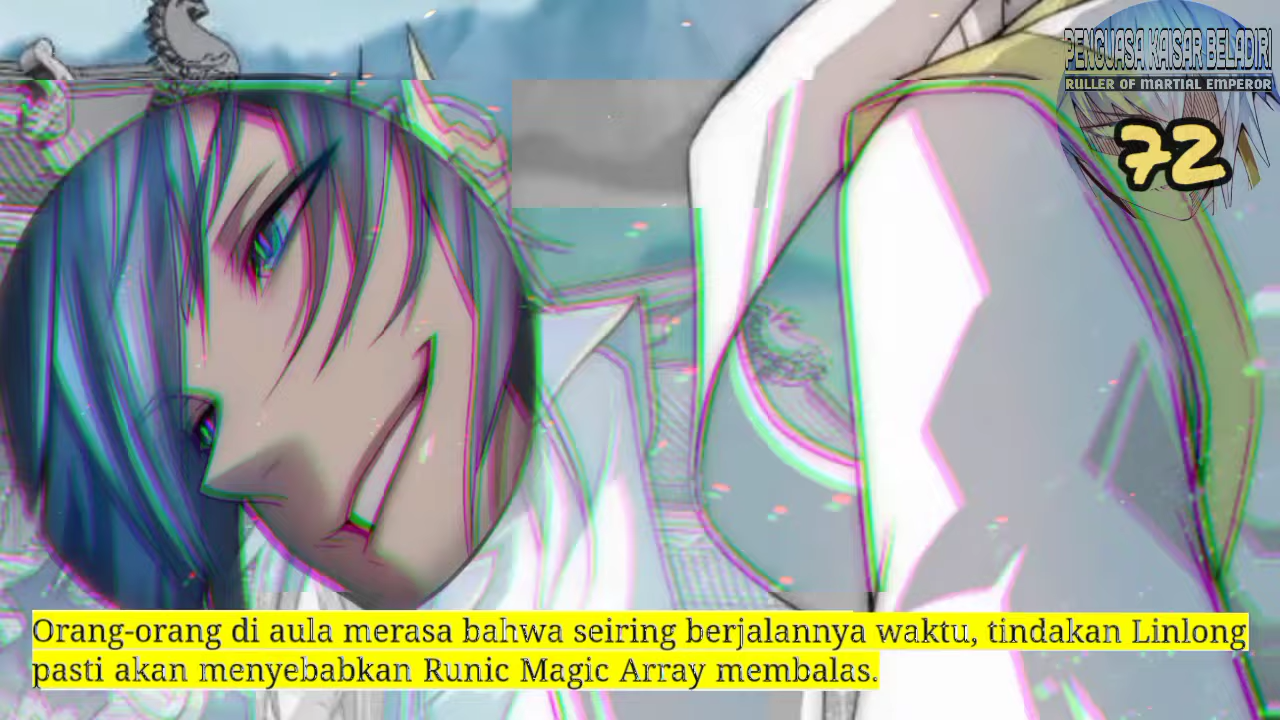 PENGUASA KAISAR BELADIRI
RULLER OF MARTIAL EMPEROR
72
Orang-orang di aula merasa bahwa seiring berjalannya waktu, tindakan Linlong
pasti akan menyebabkan Runic Magic Array membalas.